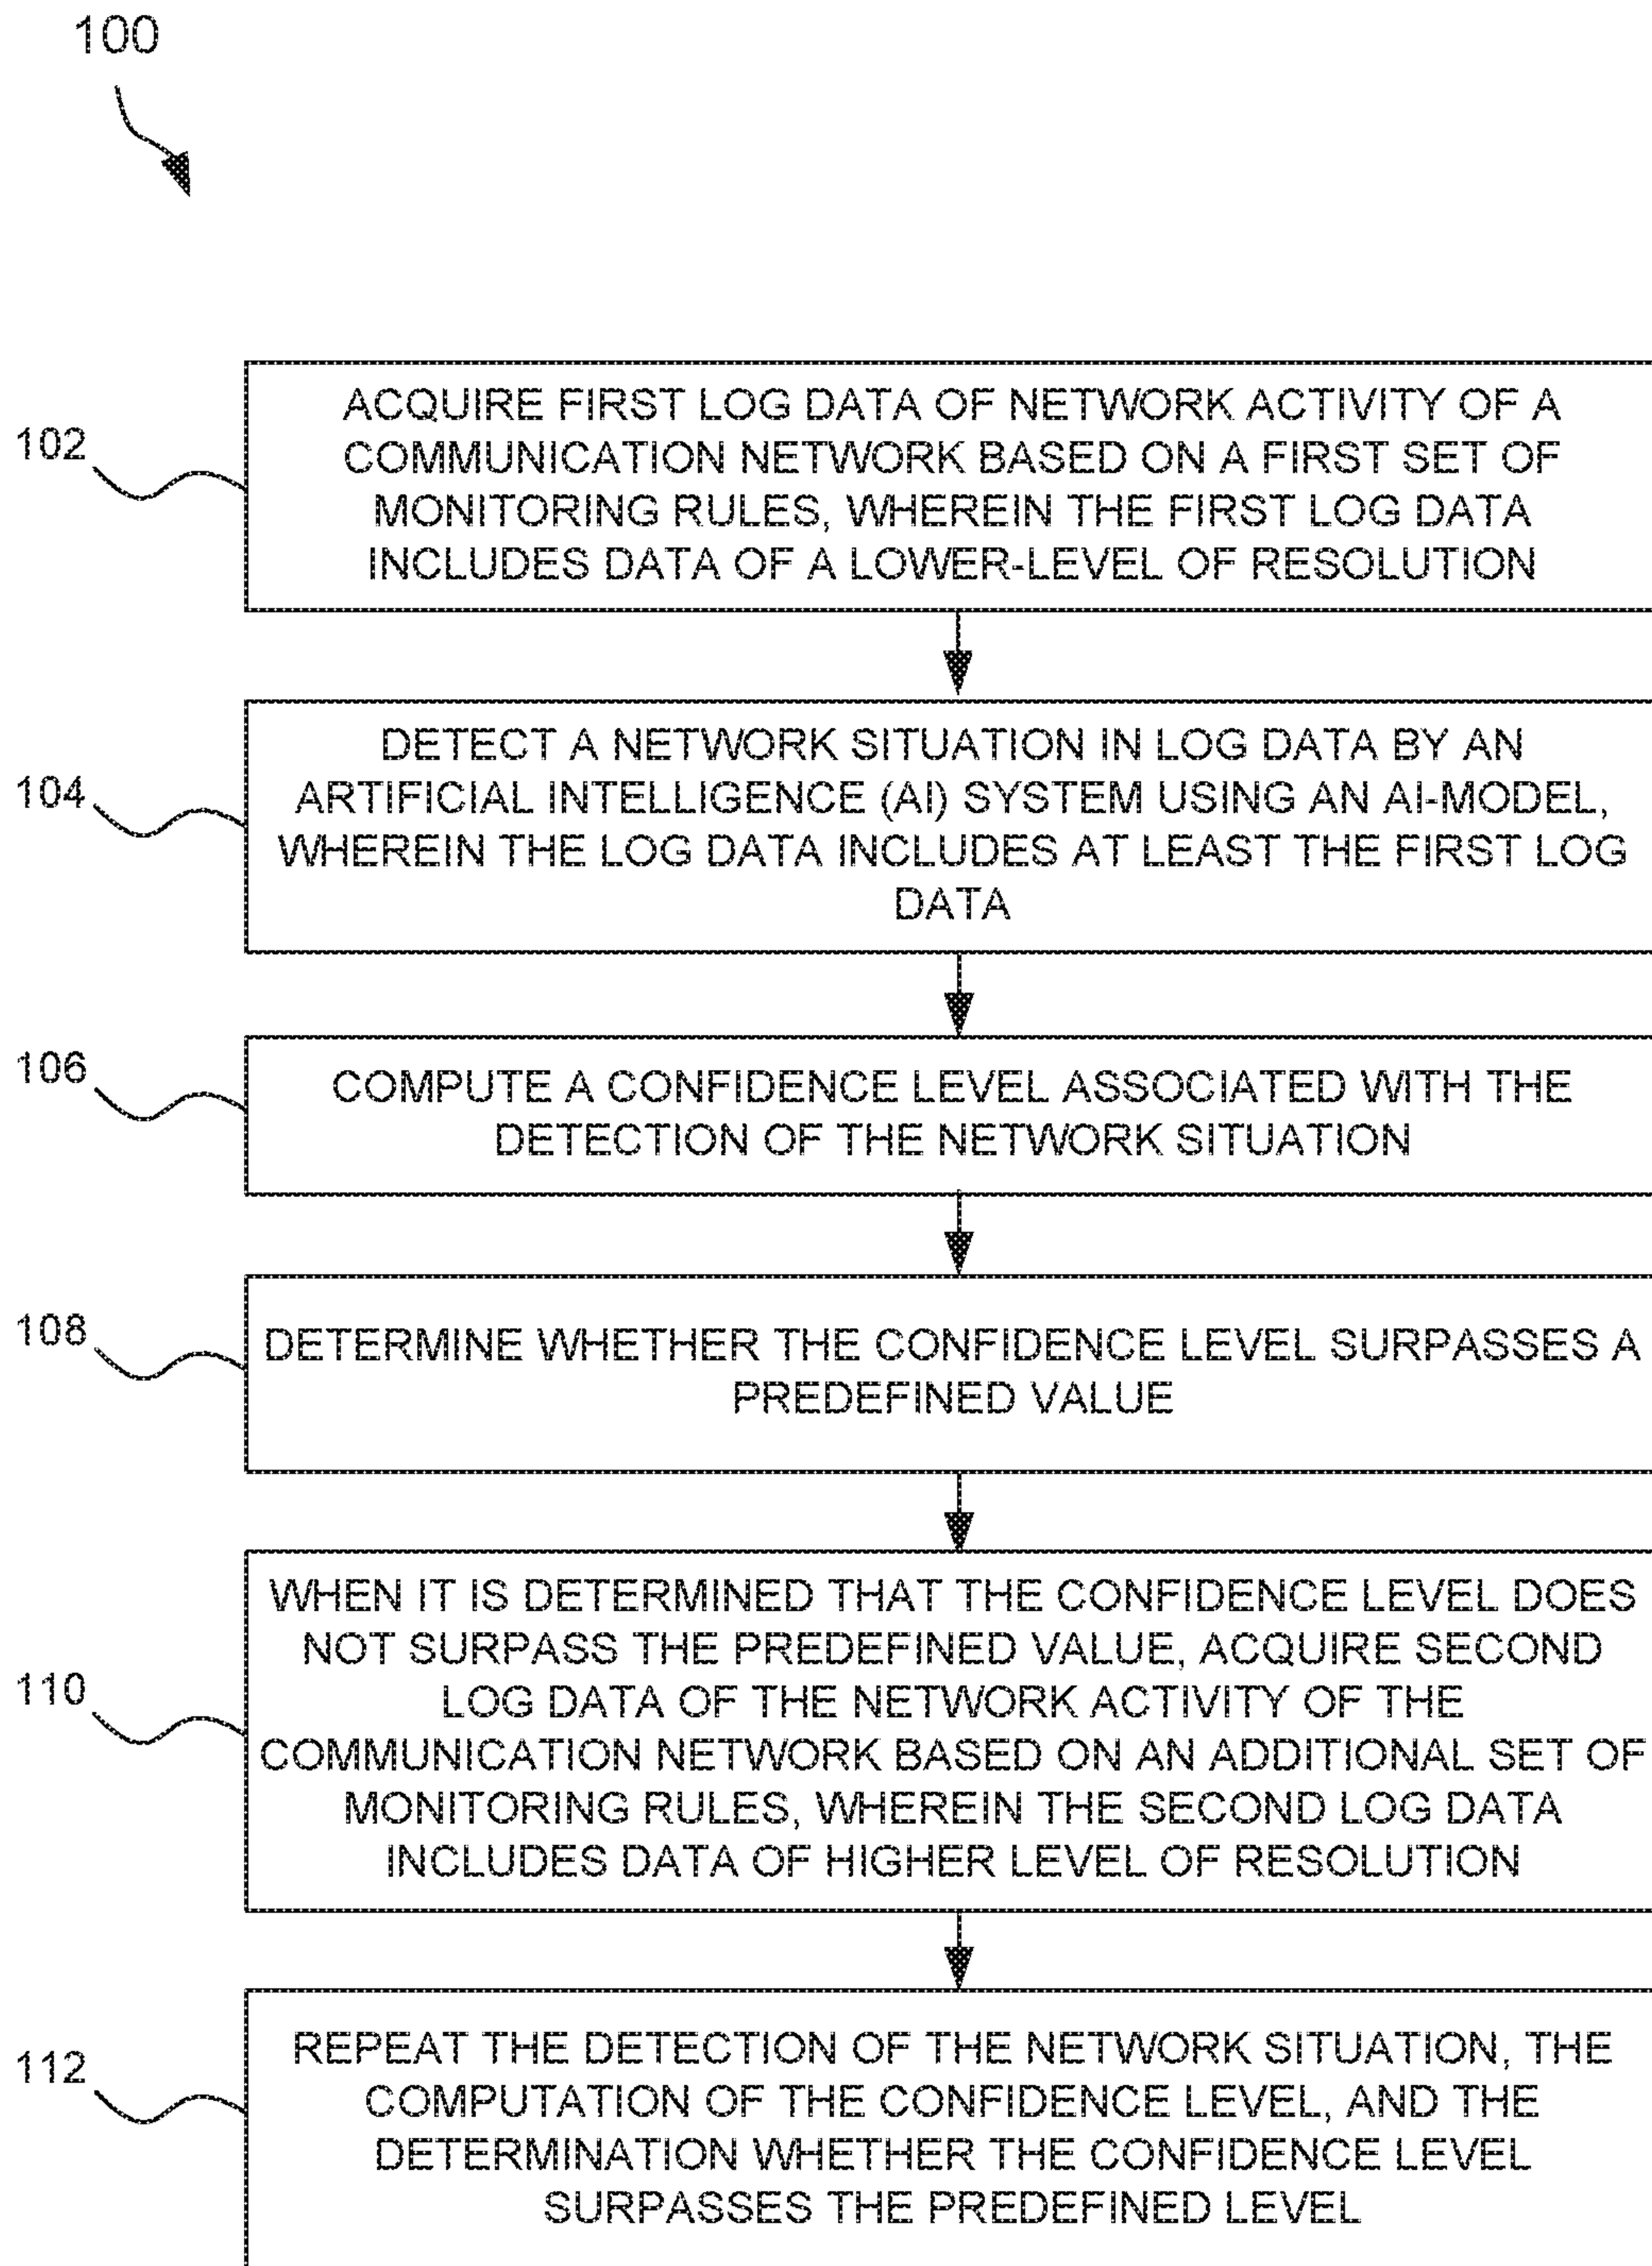 100
102
ACQUIRE FIRST LOG DATA OF NETWORK ACTIVITY OF A
COMMUNICATION NETWORK BASED ON A FIRST SET OF
MONITORING RULES, WHEREIN THE FIRST LOG DATA
INCLUDES DATA OF A LOWER-LEVEL OF RESOLUTION
104
DETECT A NETWORK SITUATION IN LOG DATA BY AN
ARTIFICIAL INTELLIGENCE (AI) SYSTEM USING AN AI-MODEL,
WHEREIN THE LOG DATA INCLUDES AT LEAST THE FIRST LOG
DATA
106
COMPUTE A CONFIDENCE LEVEL ASSOCIATED WITH THE
DETECTION OF THE NETWORK SITUATION
108
DETERMINE WHETHER THE CONFIDENCE LEVEL SURPASSES A
PREDEFINED VALUE
110
WHEN IT IS DETERMINED THAT THE CONFIDENCE LEVEL DOES
NOT SURPASS THE PREDEFINED VALUE, ACQUIRE SECOND
LOG DATA OF THE NETWORK ACTIVITY OF THE
COMMUNICATION NETWORK BASED ON AN ADDITIONAL SET OF
MONITORING RULES, WHEREIN THE SECOND LOG DATA
INCLUDES DATA OF HIGHER LEVEL OF RESOLUTION
112
REPEAT THE DETECTION OF THE NETWORK SITUATION, THE
COMPUTATION OF THE CONFIDENCE LEVEL, AND THE
DETERMINATION WHETHER THE CONFIDENCE LEVEL
SURPASSES THE PREDEFINED LEVEL